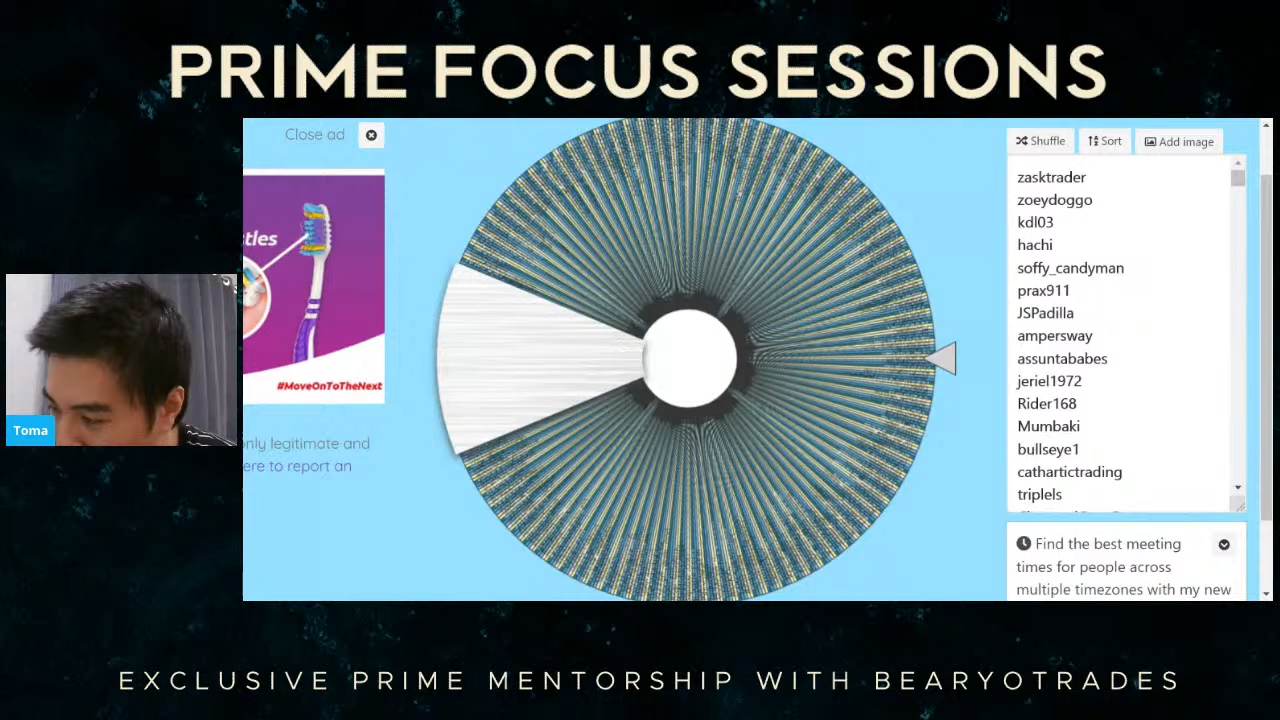 PRIME FOCUS SESSIONS
Close ad
tles
#MoveOnToTheNext
only legitimate and
ere to report an
Toma
Shuffle
Sort
Add image
zasktrader
zoeydoggo
kdl03
hachi
soffy_candyman
prax911
JSPadilla
ampersway
assuntababes
jeriel1972
Rider168
Mumbaki
bullseye1
cathartictrading
triplels
Find the best meeting
times for people across
multiple timezones with my new
EXCLUSIVE PRIME MENTORSHIP WITH BEARYOTRADES